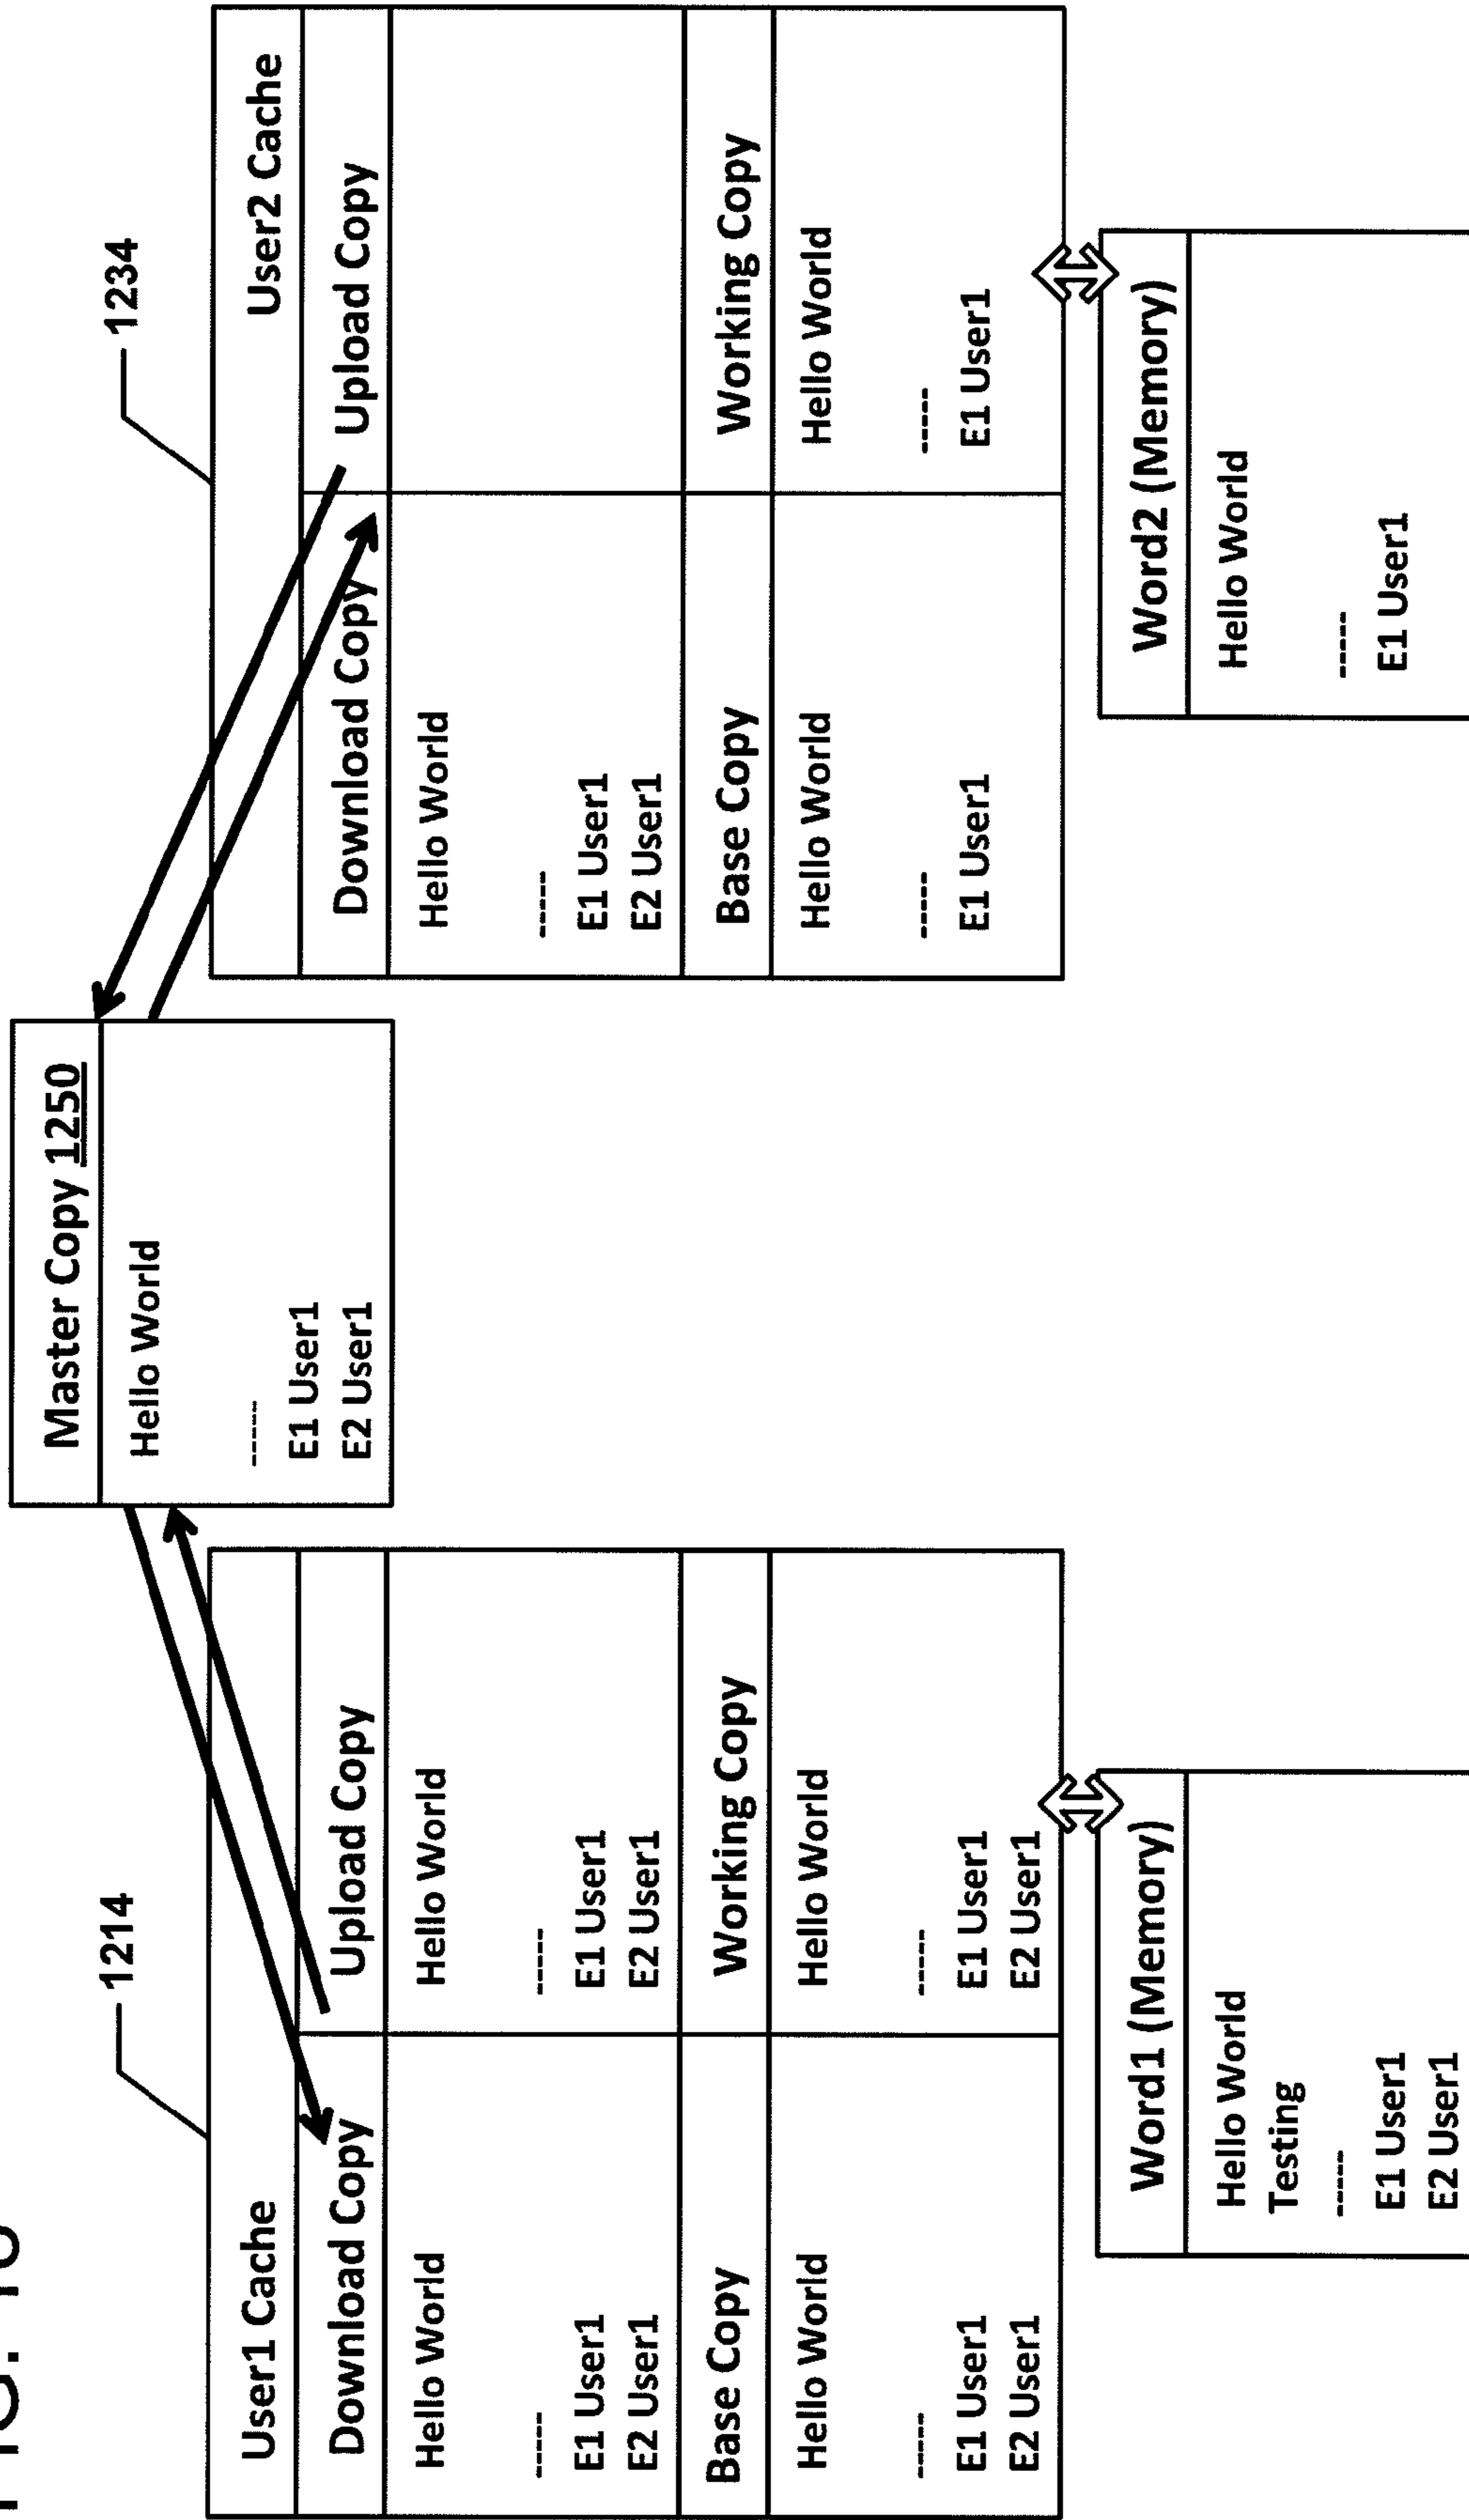 Master Copy 1250
Hello World
-----
E1 User1
E2 User1
1214
User1 Cache
Download Copy
Hello World
-----
E1 User1
E2 User1
Upload Copy
Hello World
-----
E1 User1
E2 User1
Base Copy
Hello World
-----
E1 User1
E2 User1
Working Copy
Hello World
-----
E1 User1
E2 User1
Word1 (Memory)
Hello World
Testing
-----
E1 User1
E2 User1
1234
User2 Cache
Download Copy
Hello World
-----
E1 User1
E2 User1
Upload Copy
Base Copy
Hello World
-----
E1 User1
Working Copy
Hello World
-----
E1 User1
Word2 (Memory)
Hello World
-----
E1 User1